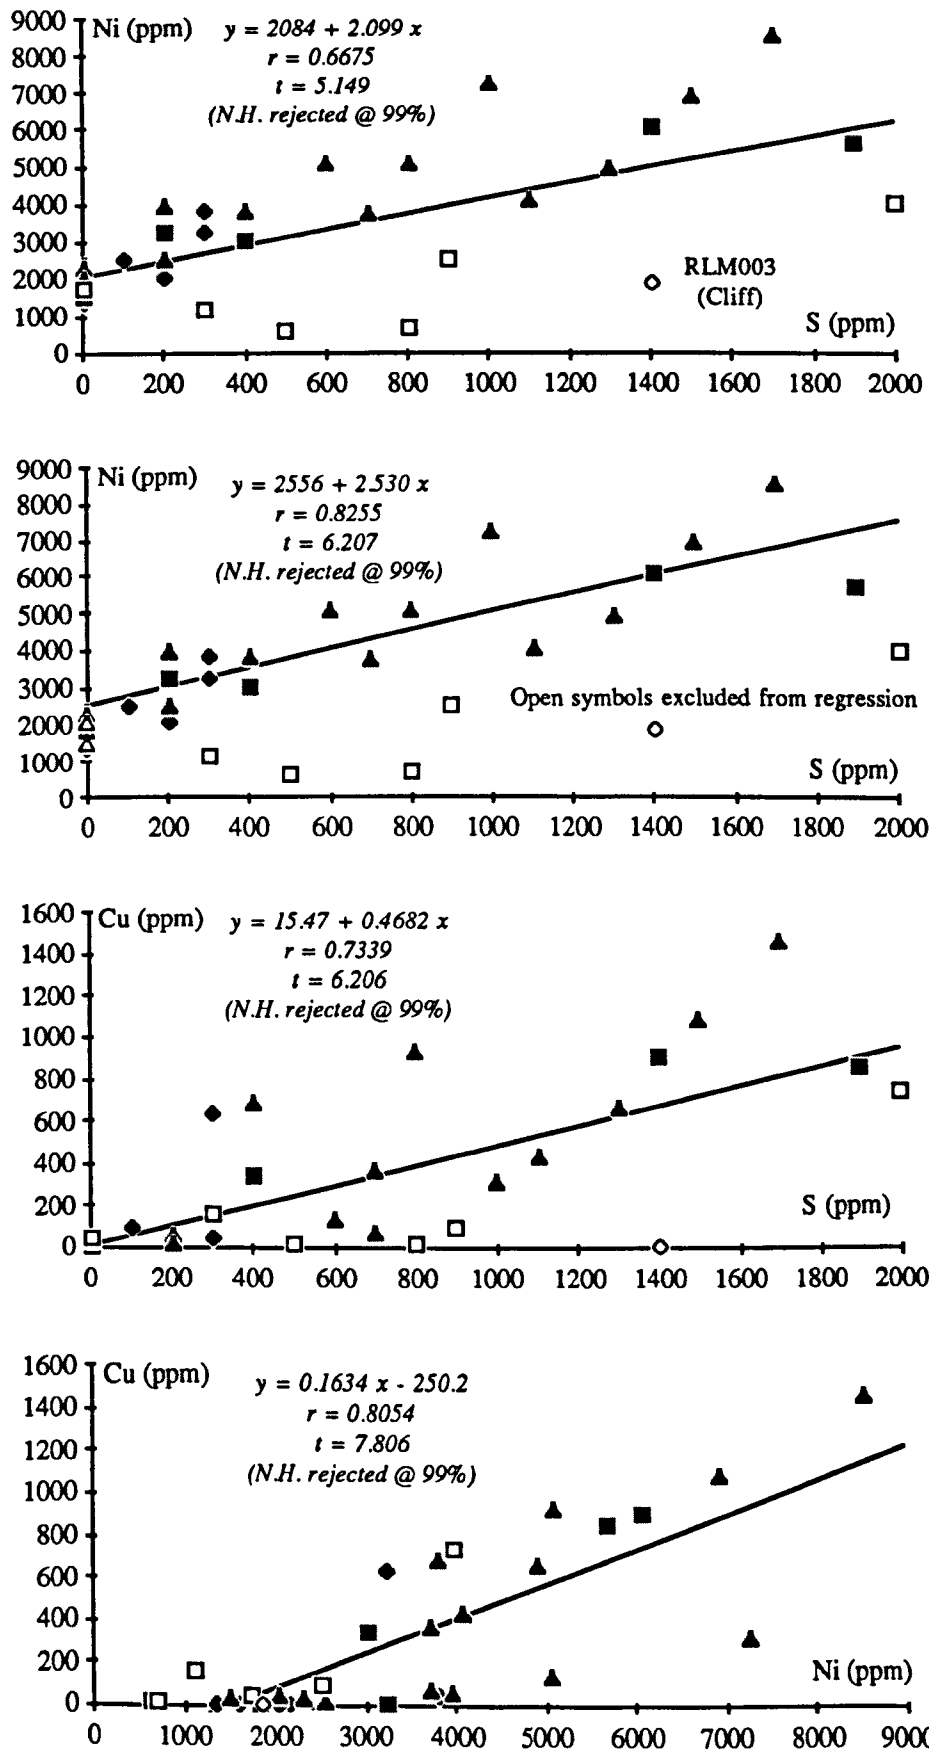 9000
Ni (ppm)
y = 2084 + 2.099 x
8000
r = 0.6675
7000
t = 5.149
6000
(N.H. rejected @ 99%)
5000
4000
3000
2000
RLM003
(Cliff)
1000
S (ppm)
0
0 200 400 600 800 1000 1200 1400 1600 1800 2000
9000
Ni (ppm)
y = 2556 + 2.530 x
8000
r = 0.8255
7000
t = 6.207
6000
(N.H. rejected @ 99%)
5000
4000
3000
Open symbols excluded from regression
2000
1000
S (ppm)
0
0 200 400 600 800 1000 1200 1400 1600 1800 2000
1600
Cu (ppm)
y = 15.47 + 0.4682 x
1400
r = 0.7339
1200
t = 6.206
1000
(N.H. rejected @ 99%)
800
600
400
200
S (ppm)
0
0 200 400 600 800 1000 1200 1400 1600 1800 2000
1600
Cu (ppm)
y = 0.1634 x - 250.2
1400
r = 0.8054
1200
t = 7.806
1000
(N.H. rejected @ 99%)
800
600
400
200
Ni (ppm)
0
0 1000 2000 3000 4000 5000 6000 7000 8000 900